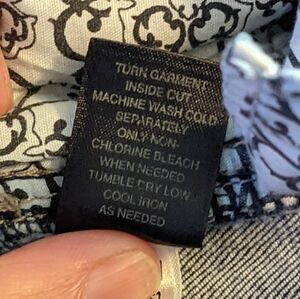 TURN GARMENT
INSIDE OUT
MACHINE WASH COLD
SEPARATELY
ONLY NON-
CHLORINE BLEACH
WHEN NEEDED
TUMBLE DRY LOW
COOL IRON
AS NEEDED